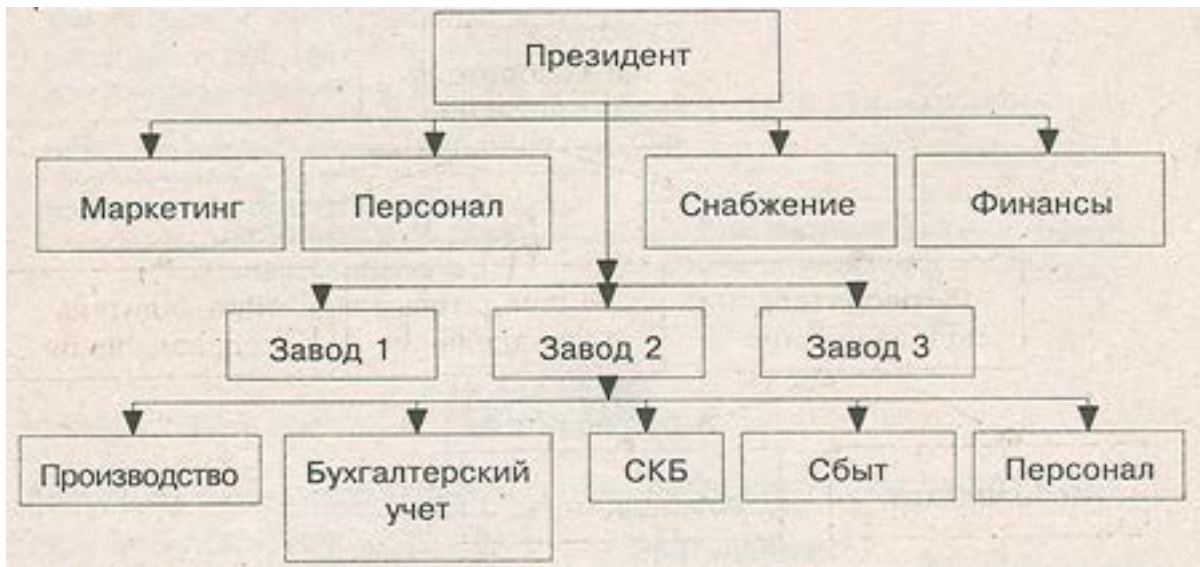 Президент
Маркетинг
Персонал
Снабжение
Финансы
Завод 1
Завод 2
Завод 3
Производство
Бухгалтерский
учет
СКБ
Сбыт
Персонал